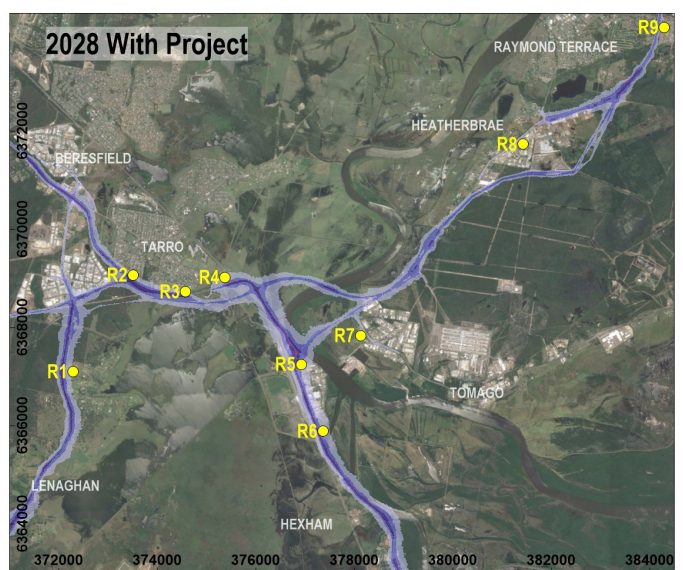 2028 With Project
R9
RAYMOND TERRACE
HEATHERBRAE
R8
BERESFIELD
TARRO
R2
R3
R4
R7
R5
R1
TOMAGO
R6
LENAGHAN
HEXHAM
6372000
6370000
6368000
6366000
6364000
372000 374000 376000 378000 380000 382000 384000